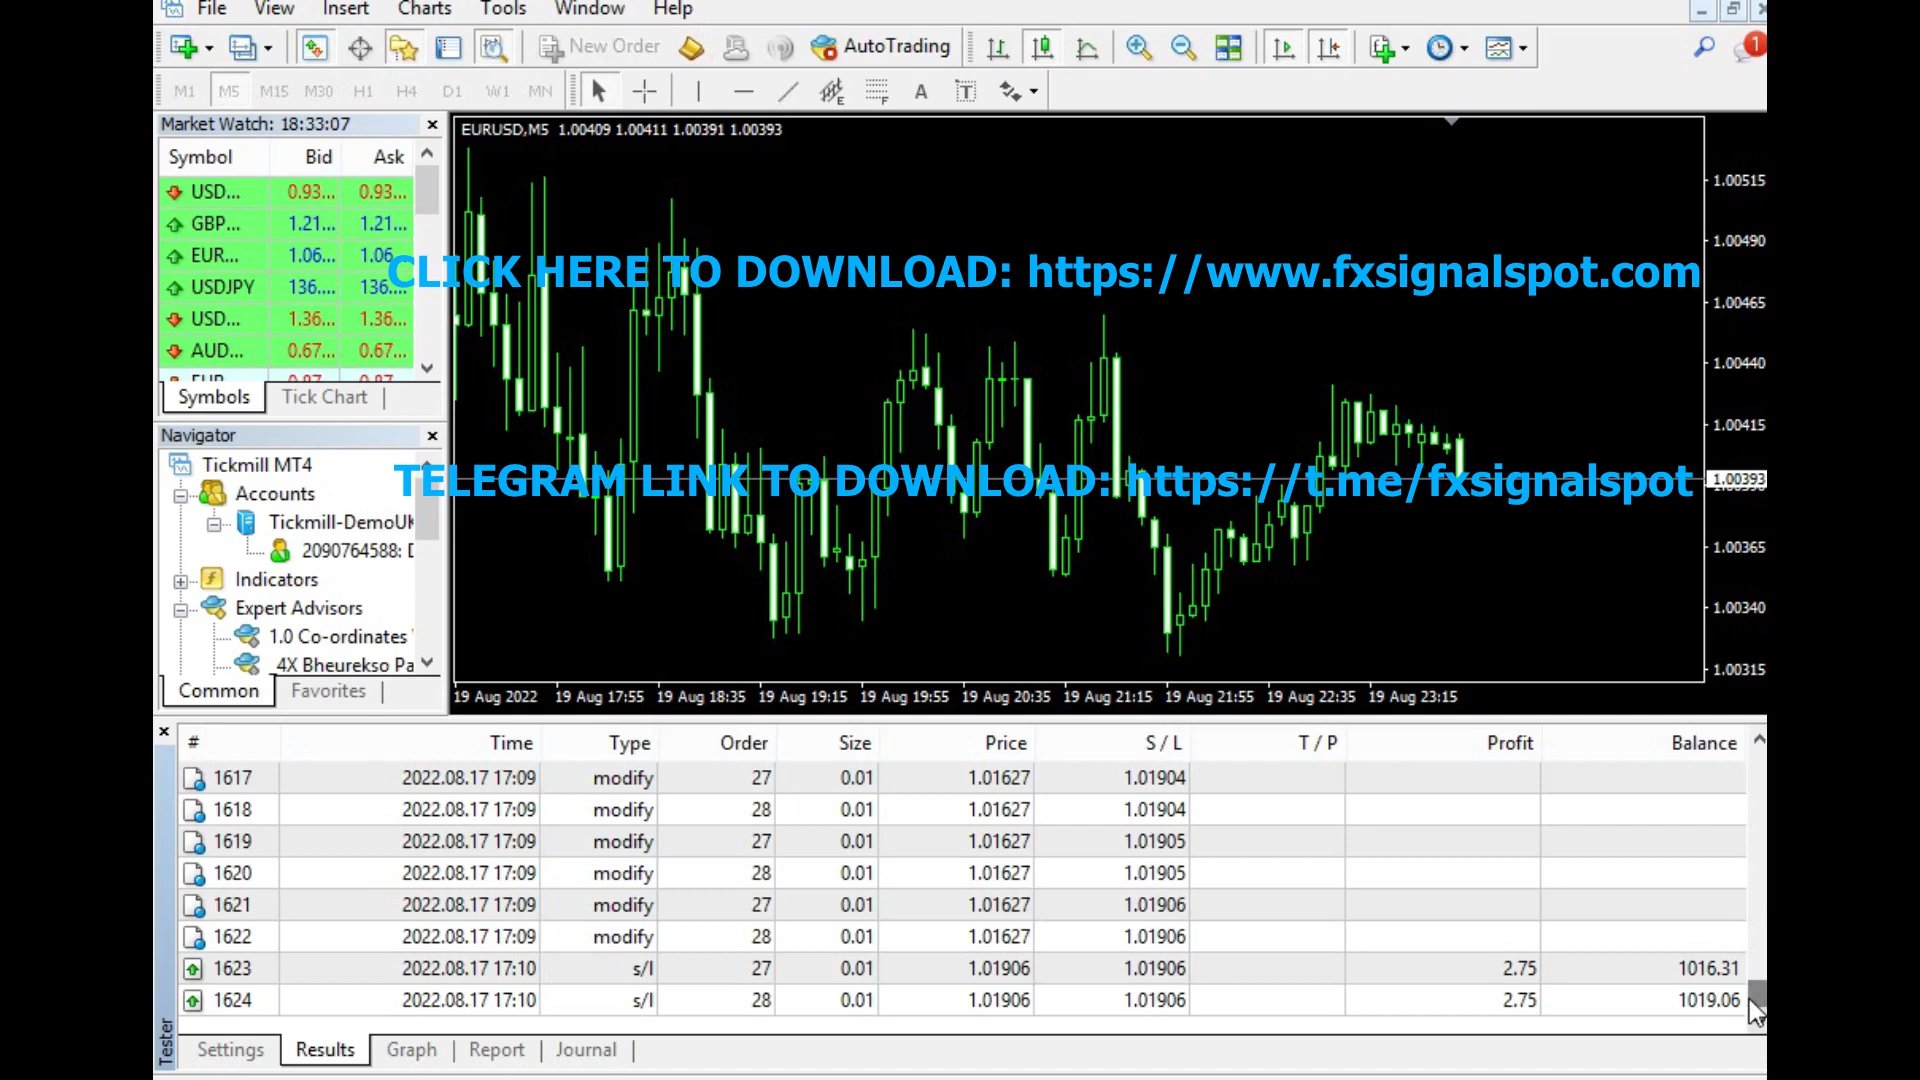 File View Insert Charts Tools Window Help
New Order AutoTrading 1
M1 M5 M15 M30 H1 H4 D1 W1 MN E F A T
Market Watch: 18:33:07
Symbol Bid Ask
USD... 0.93... 0.93...
GBP... 1.21... 1.21...
EUR... 1.06... 1.06
USDJPY 136.... 136....
USD... 1.36... 1.36...
AUD... 0.67... 0.67...
Symbols Tick Chart
Navigator
Tickmill MT4
Accounts
Tickmill-DemoUK
2090764588: D
Indicators
Expert Advisors
1.0 Co-ordinates
_4X Bheurekso Pa
Common Favorites
EURUSD,M5 1.00409 1.00411 1.00391 1.00393
CLICK HERE TO DOWNLOAD: https://www.fxsignalspot.com
TELEGRAM LINK TO DOWNLOAD: https://t.me/fxsignalspot
1.00515
1.00490
1.00465
1.00440
1.00415
1.00393
1.00365
1.00340
1.00315
19 Aug 2022 19 Aug 17:55 19 Aug 18:35 19 Aug 19:15 19 Aug 19:55 19 Aug 20:35 19 Aug 21:15 19 Aug 21:55 19 Aug 22:35 19 Aug 23:15
# Time Type Order Size Price S / L T / P Profit Balance
1617 2022.08.17 17:09 modify 27 0.01 1.01627 1.01904
1618 2022.08.17 17:09 modify 28 0.01 1.01627 1.01904
1619 2022.08.17 17:09 modify 27 0.01 1.01627 1.01905
1620 2022.08.17 17:09 modify 28 0.01 1.01627 1.01905
1621 2022.08.17 17:09 modify 27 0.01 1.01627 1.01906
1622 2022.08.17 17:09 modify 28 0.01 1.01627 1.01906
1623 2022.08.17 17:10 s/l 27 0.01 1.01906 1.01906 2.75 1016.31
1624 2022.08.17 17:10 s/l 28 0.01 1.01906 1.01906 2.75 1019.06
Tester
Settings Results Graph Report Journal